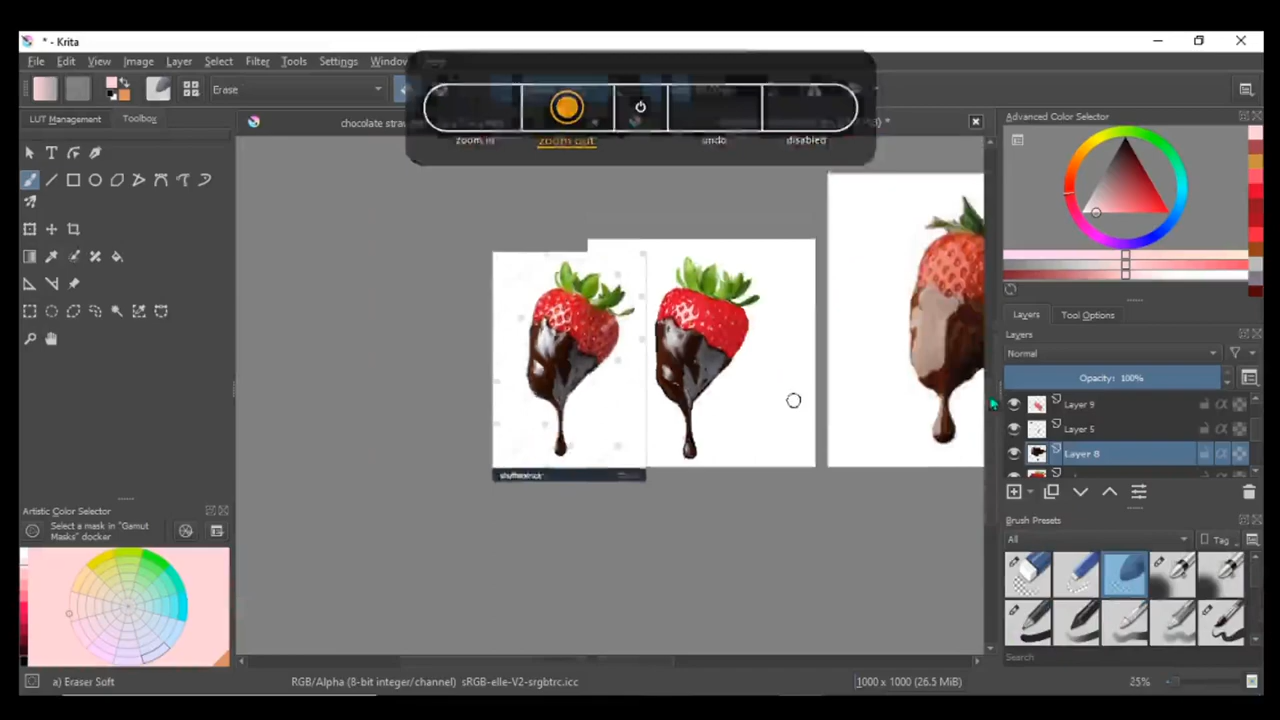 * - Krita
File Edit View Image Layer Select Filter Tools Settings Window
Erase
zoom in zoom out undo disabled
LUT Management Toolbox
chocolate stra
Advanced Color Selector
Layers Tool Options
Layers
Normal
Opacity: 100%
Layer 9
Layer 5
Layer 8
Artistic Color Selector
Select a mask in "Gamut
Masks" docker
Brush Presets
All Tag
Search
shutterstock
a) Eraser Soft RGB/Alpha (8-bit integer/channel) sRGB-elle-V2-srgbtrc.icc 1000 x 1000 (26.5 MiB) 25%